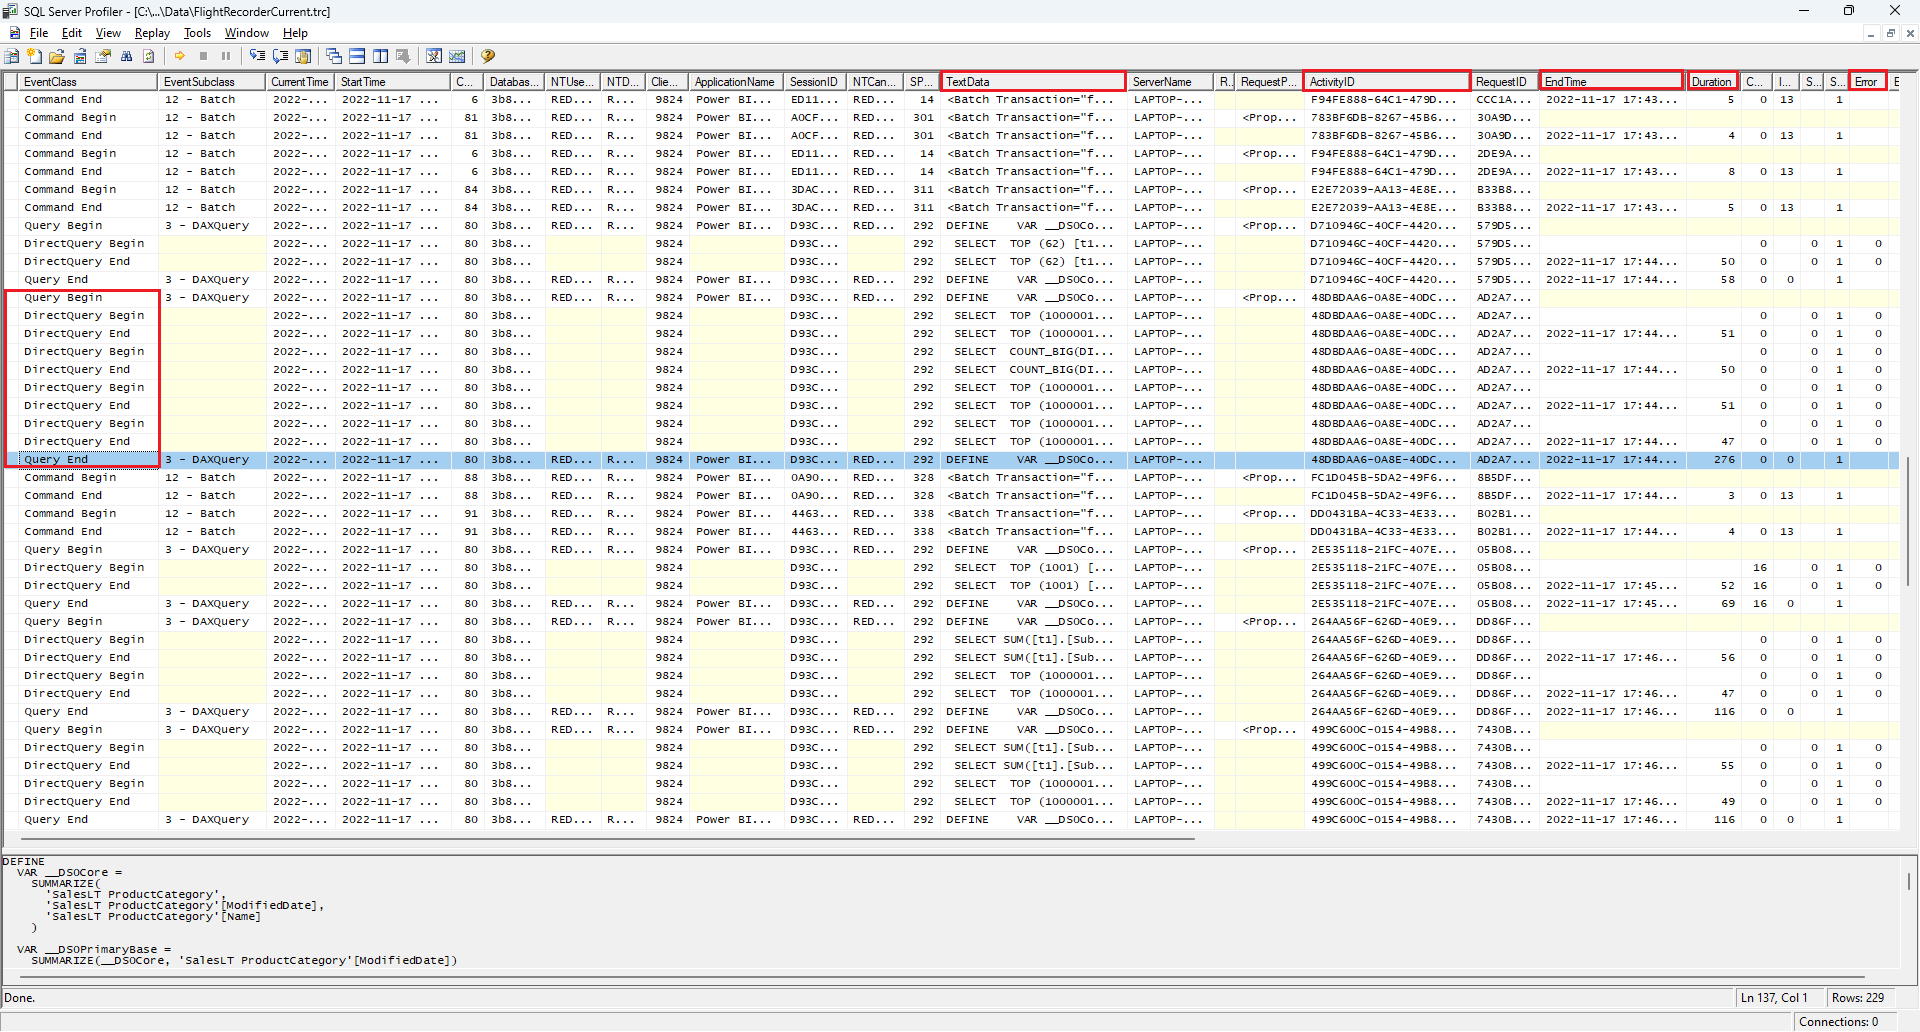 SQL Server Profiler - [C:\...\Data\FlightRecorderCurrent.trc]
File Edit View Replay Tools Window Help
EventClass EventSubclass CurrentTime StartTime C... Databas... NTUse... NTD... Clie... ApplicationName SessionID NTCan... SP... TextData ServerName R.. RequestP... ActivityID RequestID EndTime Duration C... I... S... S... Error E
Command End 12 - Batch 2022-... 2022-11-17 ... 6 3b8... RED... R... 9824 Power BI... ED11... RED... 14 <Batch Transaction="f... LAPTOP-... F94FE888-64C1-479D... CCC1A... 2022-11-17 17:43... 5 0 13 1
Command Begin 12 - Batch 2022-... 2022-11-17 ... 81 3b8... RED... R... 9824 Power BI... A0CF... RED... 301 <Batch Transaction="f... LAPTOP-... <Prop... 783BF6DB-8267-45B6... 30A9D...
Command End 12 - Batch 2022-... 2022-11-17 ... 81 3b8... RED... R... 9824 Power BI... A0CF... RED... 301 <Batch Transaction="f... LAPTOP-... 783BF6DB-8267-45B6... 30A9D... 2022-11-17 17:43... 4 0 13 1
Command Begin 12 - Batch 2022-... 2022-11-17 ... 6 3b8... RED... R... 9824 Power BI... ED11... RED... 14 <Batch Transaction="f... LAPTOP-... <Prop... F94FE888-64C1-479D... 2DE9A...
Command End 12 - Batch 2022-... 2022-11-17 ... 6 3b8... RED... R... 9824 Power BI... ED11... RED... 14 <Batch Transaction="f... LAPTOP-... F94FE888-64C1-479D... 2DE9A... 2022-11-17 17:43... 8 0 13 1
Command Begin 12 - Batch 2022-... 2022-11-17 ... 84 3b8... RED... R... 9824 Power BI... 3DAC... RED... 311 <Batch Transaction="f... LAPTOP-... <Prop... E2E72039-AA13-4E8E... B33B8...
Command End 12 - Batch 2022-... 2022-11-17 ... 84 3b8... RED... R... 9824 Power BI... 3DAC... RED... 311 <Batch Transaction="f... LAPTOP-... E2E72039-AA13-4E8E... B33B8... 2022-11-17 17:43... 5 0 13 1
Query Begin 3 - DAXQuery 2022-... 2022-11-17 ... 80 3b8... RED... R... 9824 Power BI... D93C... RED... 292 DEFINE VAR __DS0Co... LAPTOP-... <Prop... D710946C-40CF-4420... 579D5...
DirectQuery Begin 2022-... 2022-11-17 ... 80 3b8... 9824 D93C... 292 SELECT TOP (62) [t1... LAPTOP-... D710946C-40CF-4420... 579D5... 0 0 1 0
DirectQuery End 2022-... 2022-11-17 ... 80 3b8... 9824 D93C... 292 SELECT TOP (62) [t1... LAPTOP-... D710946C-40CF-4420... 579D5... 2022-11-17 17:44... 50 0 0 1 0
Query End 3 - DAXQuery 2022-... 2022-11-17 ... 80 3b8... RED... R... 9824 Power BI... D93C... RED... 292 DEFINE VAR __DS0Co... LAPTOP-... D710946C-40CF-4420... 579D5... 2022-11-17 17:44... 58 0 0 1
Query Begin 3 - DAXQuery 2022-... 2022-11-17 ... 80 3b8... RED... R... 9824 Power BI... D93C... RED... 292 DEFINE VAR __DS0Co... LAPTOP-... <Prop... 48DBDAA6-0A8E-40DC... AD2A7...
DirectQuery Begin 2022-... 2022-11-17 ... 80 3b8... 9824 D93C... 292 SELECT TOP (1000001... LAPTOP-... 48DBDAA6-0A8E-40DC... AD2A7... 0 0 1 0
DirectQuery End 2022-... 2022-11-17 ... 80 3b8... 9824 D93C... 292 SELECT TOP (1000001... LAPTOP-... 48DBDAA6-0A8E-40DC... AD2A7... 2022-11-17 17:44... 51 0 0 1 0
DirectQuery Begin 2022-... 2022-11-17 ... 80 3b8... 9824 D93C... 292 SELECT COUNT_BIG(DI... LAPTOP-... 48DBDAA6-0A8E-40DC... AD2A7... 0 0 1 0
DirectQuery End 2022-... 2022-11-17 ... 80 3b8... 9824 D93C... 292 SELECT COUNT_BIG(DI... LAPTOP-... 48DBDAA6-0A8E-40DC... AD2A7... 2022-11-17 17:44... 50 0 0 1 0
DirectQuery Begin 2022-... 2022-11-17 ... 80 3b8... 9824 D93C... 292 SELECT TOP (1000001... LAPTOP-... 48DBDAA6-0A8E-40DC... AD2A7... 0 0 1 0
DirectQuery End 2022-... 2022-11-17 ... 80 3b8... 9824 D93C... 292 SELECT TOP (1000001... LAPTOP-... 48DBDAA6-0A8E-40DC... AD2A7... 2022-11-17 17:44... 51 0 0 1 0
DirectQuery Begin 2022-... 2022-11-17 ... 80 3b8... 9824 D93C... 292 SELECT TOP (1000001... LAPTOP-... 48DBDAA6-0A8E-40DC... AD2A7... 0 0 1 0
DirectQuery End 2022-... 2022-11-17 ... 80 3b8... 9824 D93C... 292 SELECT TOP (1000001... LAPTOP-... 48DBDAA6-0A8E-40DC... AD2A7... 2022-11-17 17:44... 47 0 0 1 0
Query End 3 - DAXQuery 2022-... 2022-11-17 ... 80 3b8... RED... R... 9824 Power BI... D93C... RED... 292 DEFINE VAR __DS0Co... LAPTOP-... 48DBDAA6-0A8E-40DC... AD2A7... 2022-11-17 17:44... 276 0 0 1
Command Begin 12 - Batch 2022-... 2022-11-17 ... 88 3b8... RED... R... 9824 Power BI... 0A90... RED... 328 <Batch Transaction="f... LAPTOP-... <Prop... FC1D045B-5DA2-49F6... 8B5DF...
Command End 12 - Batch 2022-... 2022-11-17 ... 88 3b8... RED... R... 9824 Power BI... 0A90... RED... 328 <Batch Transaction="f... LAPTOP-... FC1D045B-5DA2-49F6... 8B5DF... 2022-11-17 17:44... 3 0 13 1
Command Begin 12 - Batch 2022-... 2022-11-17 ... 91 3b8... RED... R... 9824 Power BI... 4463... RED... 338 <Batch Transaction="f... LAPTOP-... <Prop... DD0431BA-4C33-4E33... B02B1...
Command End 12 - Batch 2022-... 2022-11-17 ... 91 3b8... RED... R... 9824 Power BI... 4463... RED... 338 <Batch Transaction="f... LAPTOP-... DD0431BA-4C33-4E33... B02B1... 2022-11-17 17:44... 4 0 13 1
Query Begin 3 - DAXQuery 2022-... 2022-11-17 ... 80 3b8... RED... R... 9824 Power BI... D93C... RED... 292 DEFINE VAR __DS0Co... LAPTOP-... <Prop... 2E535118-21FC-407E... 05B08...
DirectQuery Begin 2022-... 2022-11-17 ... 80 3b8... 9824 D93C... 292 SELECT TOP (1001) [... LAPTOP-... 2E535118-21FC-407E... 05B08... 16 0 1 0
DirectQuery End 2022-... 2022-11-17 ... 80 3b8... 9824 D93C... 292 SELECT TOP (1001) [... LAPTOP-... 2E535118-21FC-407E... 05B08... 2022-11-17 17:45... 52 16 0 1 0
Query End 3 - DAXQuery 2022-... 2022-11-17 ... 80 3b8... RED... R... 9824 Power BI... D93C... RED... 292 DEFINE VAR __DS0Co... LAPTOP-... 2E535118-21FC-407E... 05B08... 2022-11-17 17:45... 69 16 0 1
Query Begin 3 - DAXQuery 2022-... 2022-11-17 ... 80 3b8... RED... R... 9824 Power BI... D93C... RED... 292 DEFINE VAR __DS0Co... LAPTOP-... <Prop... 264AA56F-626D-40E9... DD86F...
DirectQuery Begin 2022-... 2022-11-17 ... 80 3b8... 9824 D93C... 292 SELECT SUM([t1].[Sub... LAPTOP-... 264AA56F-626D-40E9... DD86F... 0 0 1 0
DirectQuery End 2022-... 2022-11-17 ... 80 3b8... 9824 D93C... 292 SELECT SUM([t1].[Sub... LAPTOP-... 264AA56F-626D-40E9... DD86F... 2022-11-17 17:46... 56 0 0 1 0
DirectQuery Begin 2022-... 2022-11-17 ... 80 3b8... 9824 D93C... 292 SELECT TOP (1000001... LAPTOP-... 264AA56F-626D-40E9... DD86F... 0 0 1 0
DirectQuery End 2022-... 2022-11-17 ... 80 3b8... 9824 D93C... 292 SELECT TOP (1000001... LAPTOP-... 264AA56F-626D-40E9... DD86F... 2022-11-17 17:46... 47 0 0 1 0
Query End 3 - DAXQuery 2022-... 2022-11-17 ... 80 3b8... RED... R... 9824 Power BI... D93C... RED... 292 DEFINE VAR __DS0Co... LAPTOP-... 264AA56F-626D-40E9... DD86F... 2022-11-17 17:46... 116 0 0 1
Query Begin 3 - DAXQuery 2022-... 2022-11-17 ... 80 3b8... RED... R... 9824 Power BI... D93C... RED... 292 DEFINE VAR __DS0Co... LAPTOP-... <Prop... 499C600C-0154-49B8... 7430B...
DirectQuery Begin 2022-... 2022-11-17 ... 80 3b8... 9824 D93C... 292 SELECT SUM([t1].[Sub... LAPTOP-... 499C600C-0154-49B8... 7430B... 0 0 1 0
DirectQuery End 2022-... 2022-11-17 ... 80 3b8... 9824 D93C... 292 SELECT SUM([t1].[Sub... LAPTOP-... 499C600C-0154-49B8... 7430B... 2022-11-17 17:46... 55 0 0 1 0
DirectQuery Begin 2022-... 2022-11-17 ... 80 3b8... 9824 D93C... 292 SELECT TOP (1000001... LAPTOP-... 499C600C-0154-49B8... 7430B... 0 0 1 0
DirectQuery End 2022-... 2022-11-17 ... 80 3b8... 9824 D93C... 292 SELECT TOP (1000001... LAPTOP-... 499C600C-0154-49B8... 7430B... 2022-11-17 17:46... 49 0 0 1 0
Query End 3 - DAXQuery 2022-... 2022-11-17 ... 80 3b8... RED... R... 9824 Power BI... D93C... RED... 292 DEFINE VAR __DS0Co... LAPTOP-... 499C600C-0154-49B8... 7430B... 2022-11-17 17:46... 116 0 0 1
DEFINE
VAR __DS0Core =
SUMMARIZE(
'SalesLT ProductCategory',
'SalesLT ProductCategory'[ModifiedDate],
'SalesLT ProductCategory'[Name]
)
VAR __DS0PrimaryBase =
SUMMARIZE(__DS0Core, 'SalesLT ProductCategory'[ModifiedDate])
Done. Ln 137, Col 1 Rows: 229
Connections: 0